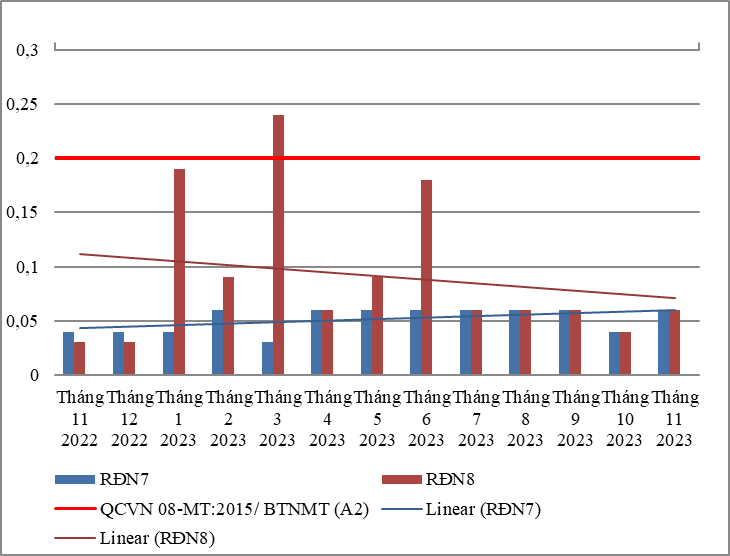 0,3
0,25
0,2
0,15
0,1
0,05
0
Tháng Tháng Tháng Tháng Tháng Tháng Tháng Tháng Tháng Tháng Tháng Tháng Tháng
11 12 1 2 3 4 5 6 7 8 9 10 11
2022 2022 2023 2023 2023 2023 2023 2023 2023 2023 2023 2023 2023
RĐN7 RĐN8
QCVN 08-MT:2015/ BTNMT (A2) Linear (RĐN7)
Linear (RĐN8)